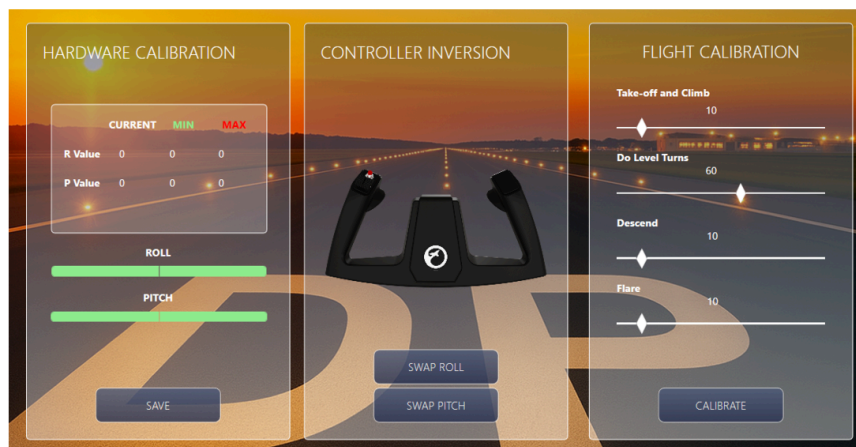 HARDWARE CALIBRATION
CURRENT MIN MAX
R Value 0 0 0
P Value 0 0 0
ROLL
PITCH
SAVE
CONTROLLER INVERSION
SWAP ROLL
SWAP PITCH
FLIGHT CALIBRATION
Take-off and Climb
10
Do Level Turns
60
Descend
10
Flare
10
CALIBRATE
DP